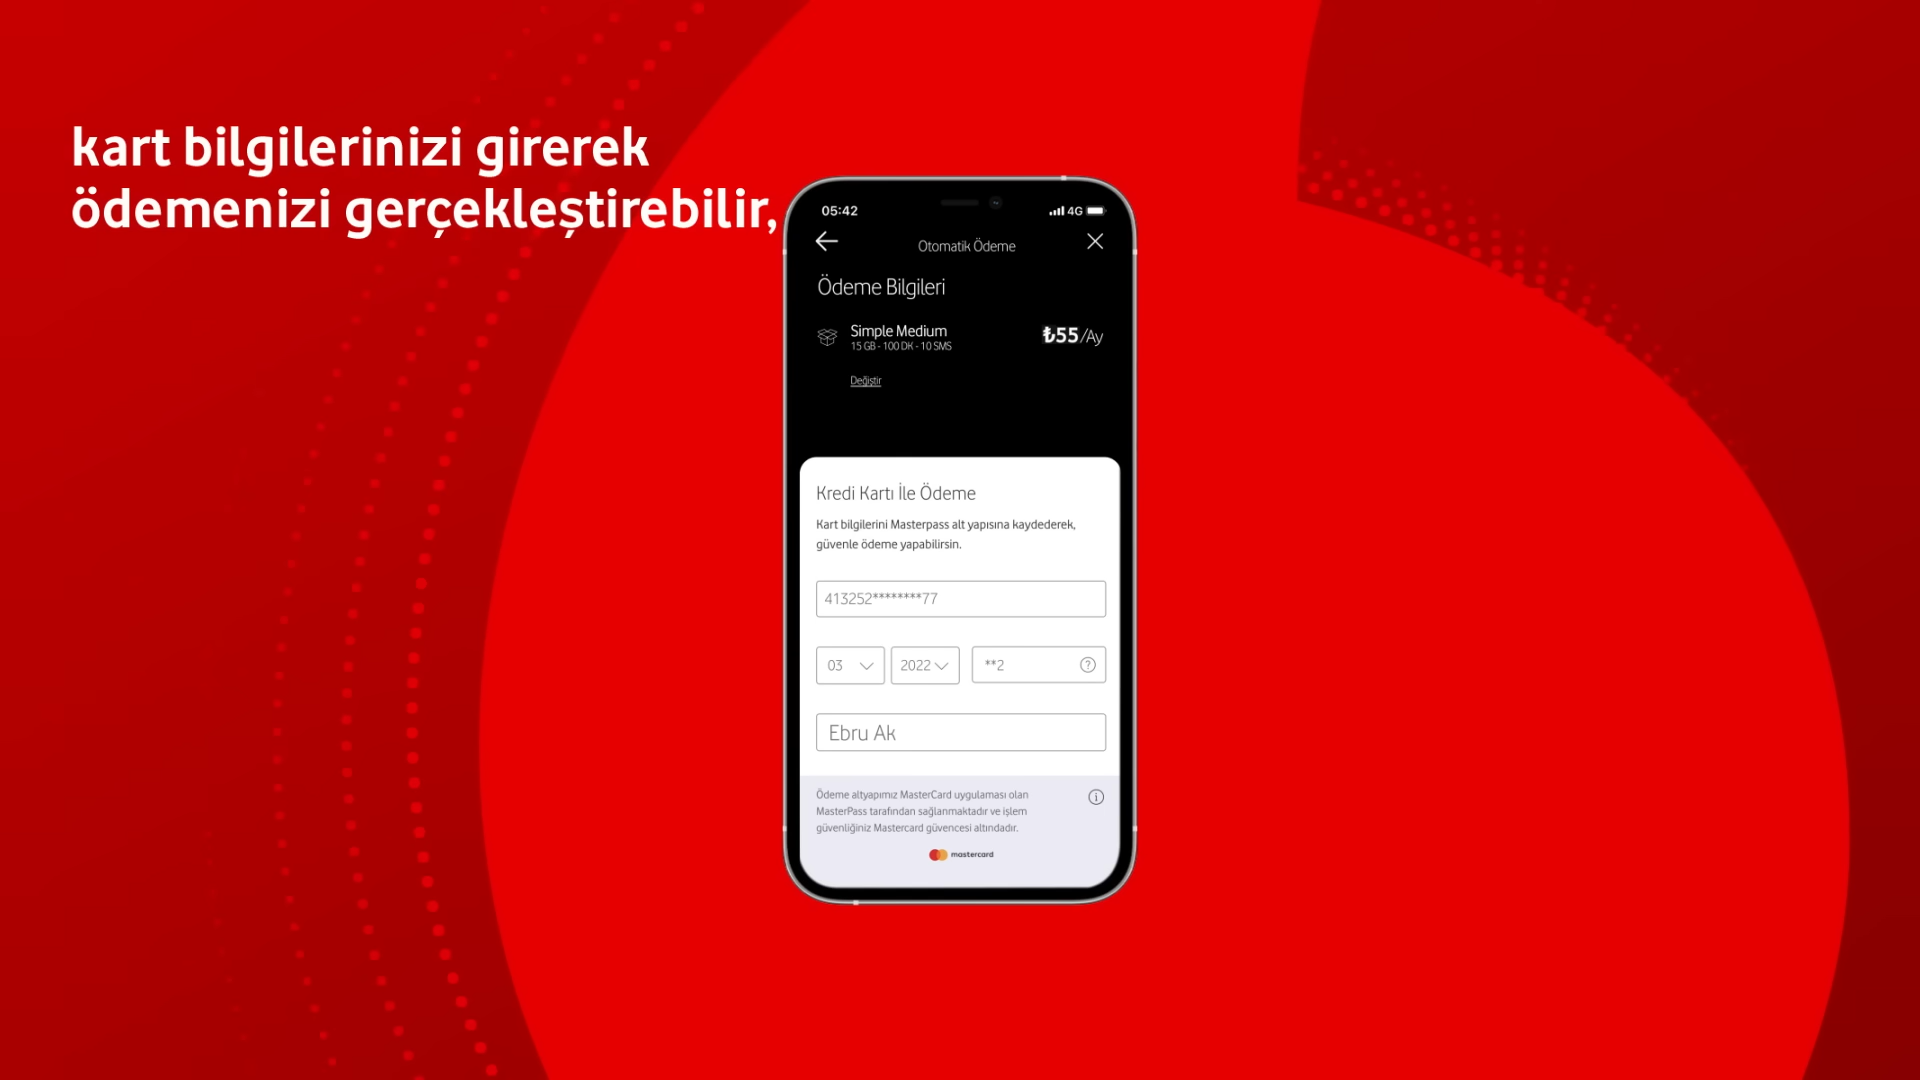 kart bilgilerinizi girerek
ödemenizi gerçekleştirebilir,
05:42
4G
Otomatik Ödeme
Ödeme Bilgileri
Simple Medium
₺55/Ay
15 GB - 100 DK - 10 SMS
Değiştir
Kredi Kartı İle Ödeme
Kart bilgilerini Masterpass alt yapısına kaydederek,
güvenle ödeme yapabilirsin.
413252********77
03
2022
**2
?
Ebru Ak
Ödeme altyapımız MasterCard uygulaması olan
MasterPass tarafından sağlanmaktadır ve işlem
güvenliğiniz Mastercard güvencesi altındadır.
i
mastercard